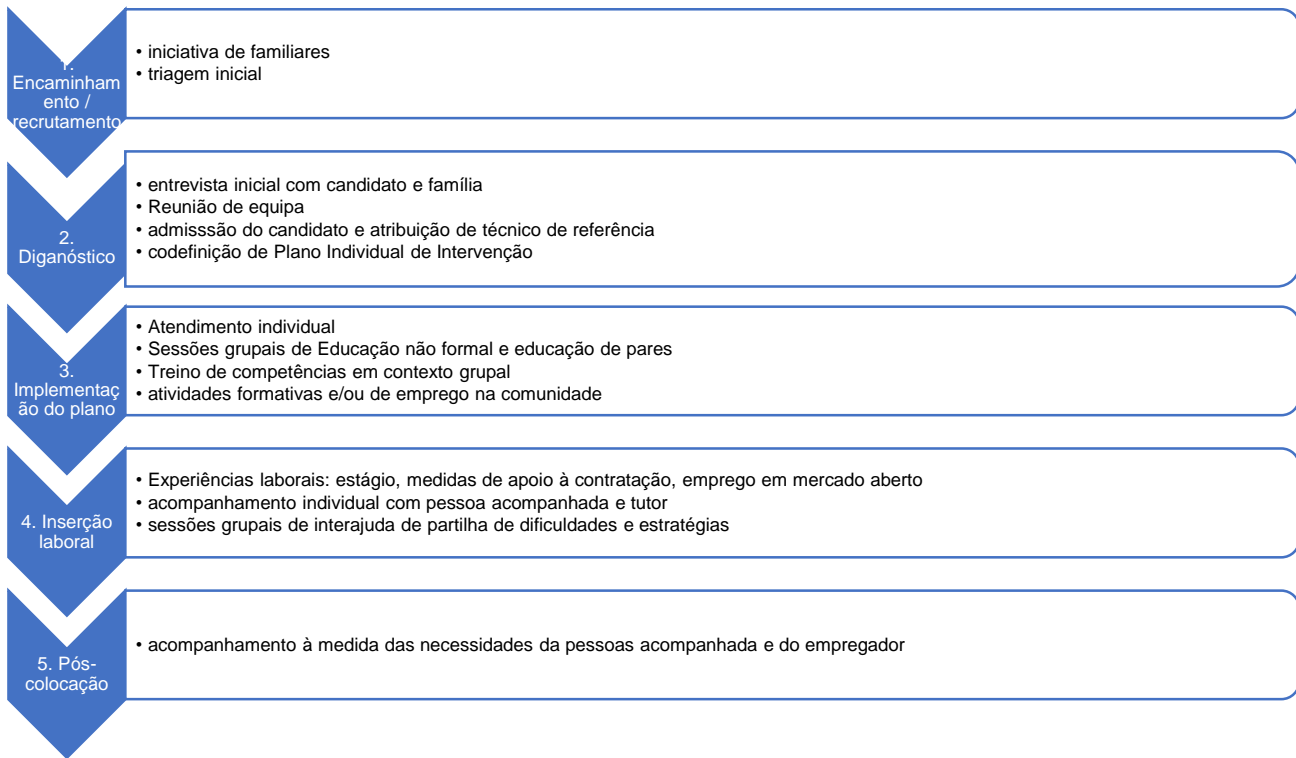 1.
Encaminham
ento /
recrutamento
• iniciativa de familiares
• triagem inicial
2.
Diganóstico
• entrevista inicial com candidato e família
• Reunião de equipa
• admisssão do candidato e atribuição de técnico de referência
• codefinição de Plano Individual de Intervenção
3.
Implementaç
ão do plano
• Atendimento individual
• Sessões grupais de Educação não formal e educação de pares
• Treino de competências em contexto grupal
• atividades formativas e/ou de emprego na comunidade
4. Inserção
laboral
• Experiências laborais: estágio, medidas de apoio à contratação, emprego em mercado aberto
• acompanhamento individual com pessoa acompanhada e tutor
• sessões grupais de interajuda de partilha de dificuldades e estratégias
5. Pós-
colocação
• acompanhamento à medida das necessidades da pessoas acompanhada e do empregador